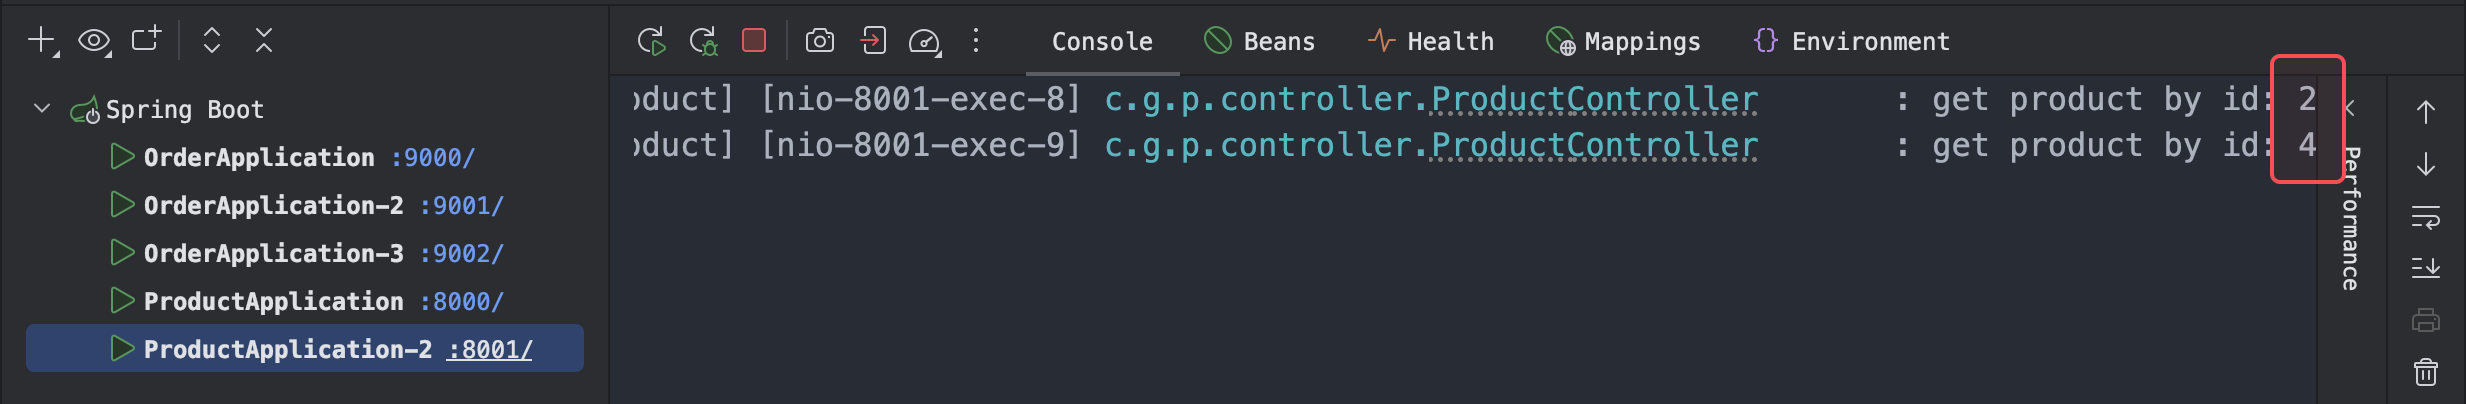 Console
Beans
Health
Mappings
Environment
Spring Boot
OrderApplication :9000/
OrderApplication-2 :9001/
OrderApplication-3 :9002/
ProductApplication :8000/
ProductApplication-2 :8001/
oduct] [nio-8001-exec-8] c.g.p.controller.ProductController : get product by id: 2
oduct] [nio-8001-exec-9] c.g.p.controller.ProductController : get product by id: 4
Performance